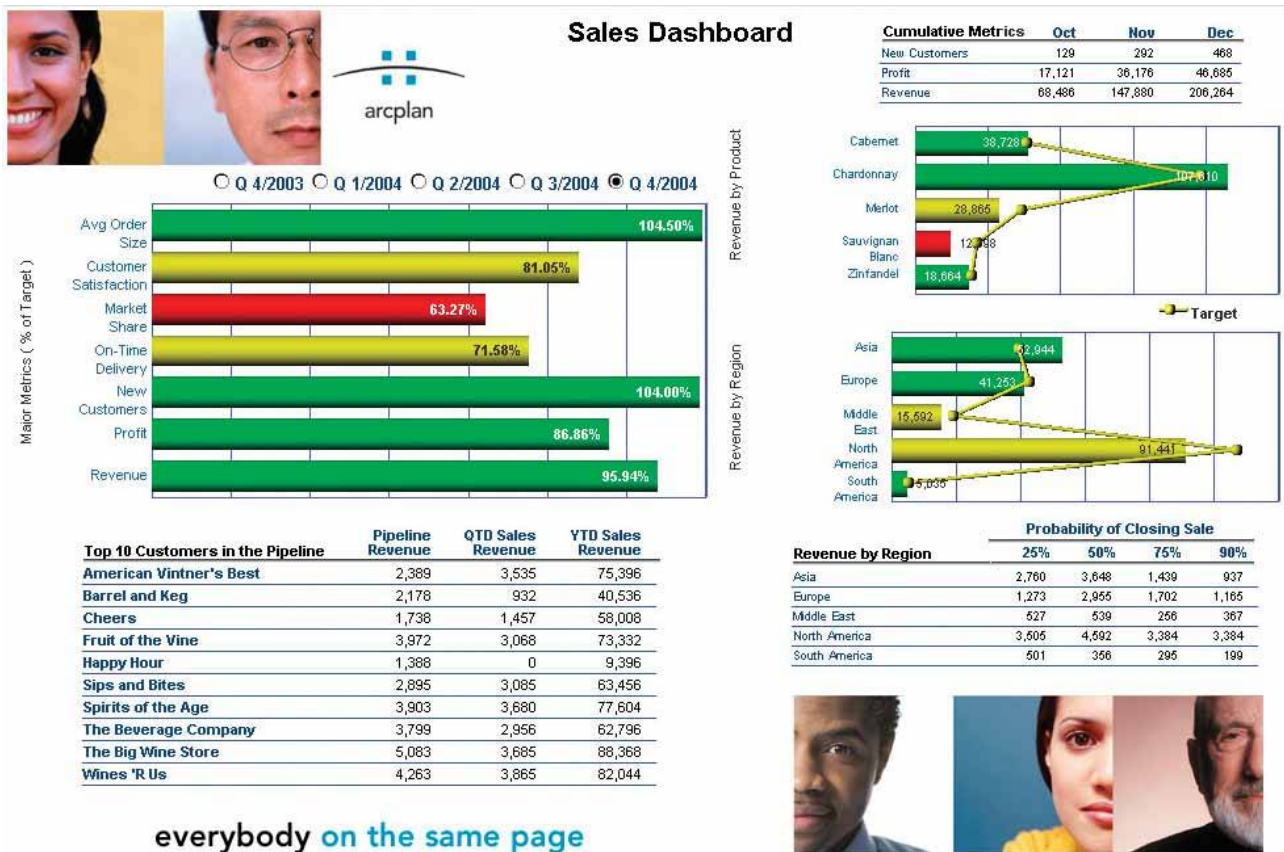 Sales Dashboard
arcplan
Cumulative Metrics Oct Nov Dec
New Customers 129 292 468
Profit 17,121 36,176 46,685
Revenue 68,486 147,880 206,264
Q 4/2003 Q 1/2004 Q 2/2004 Q 3/2004 Q 4/2004
Major Metrics ( % of Target )
Avg Order
Size
104.50%
Customer
Satisfaction
81.05%
Market
Share
63.27%
On-Time
Delivery
71.58%
New
Customers
104.00%
Profit
86.86%
Revenue
95.94%
Revenue by Product
Cabernet 38,728
Chardonnay
Merlot 28,865
Sauvignan
Blanc
Zinfandel 18,664
Target
Revenue by Region
Asia 52,944
Europe 41,253
Middle
East
15,592
North
America
91,441
South
America
5,035
Top 10 Customers in the Pipeline
Pipeline
Revenue
QTD Sales
Revenue
YTD Sales
Revenue
American Vintner's Best 2,389 3,535 75,396
Barrel and Keg 2,178 932 40,536
Cheers 1,738 1,457 58,008
Fruit of the Vine 3,972 3,068 73,332
Happy Hour 1,388 0 9,396
Sips and Bites 2,895 3,085 63,456
Spirits of the Age 3,903 3,680 77,604
The Beverage Company 3,799 2,956 62,796
The Big Wine Store 5,083 3,685 88,368
Wines 'R Us 4,263 3,865 82,044
Probability of Closing Sale
Revenue by Region 25% 50% 75% 90%
Asia 2,760 3,648 1,439 937
Europe 1,273 2,955 1,702 1,165
Middle East 527 539 256 367
North America 3,505 4,592 3,384 3,384
South America 501 356 295 199
everybody on the same page